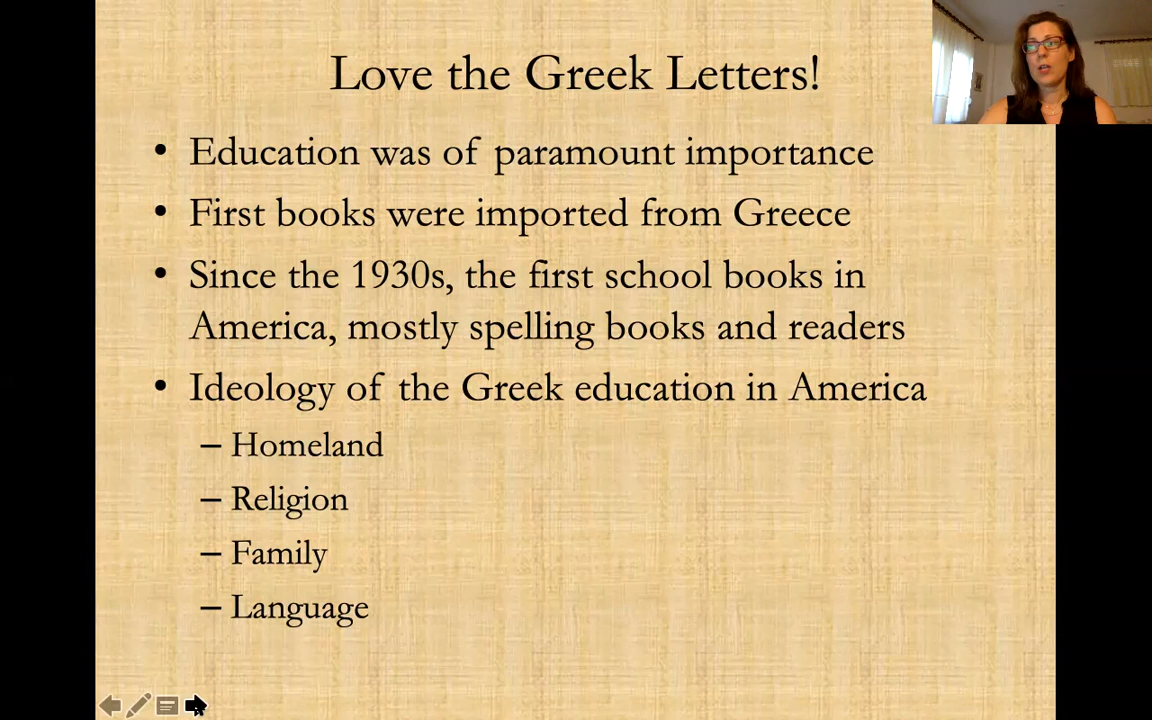 Love the Greek Letters!
• Education was of paramount importance
• First books were imported from Greece
• Since the 1930s, the first school books in
America, mostly spelling books and readers
• Ideology of the Greek education in America
– Homeland
– Religion
– Family
– Language